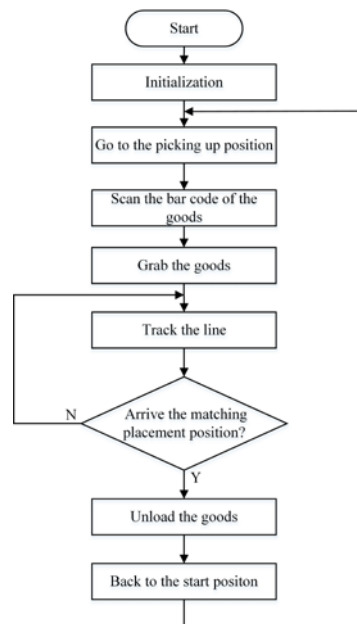 Start
Initialization
Go to the picking up position
Scan the bar code of the
goods
Grab the goods
Track the line
Arrive the matching
placement position?
N
Y
Unload the goods
Back to the start positon